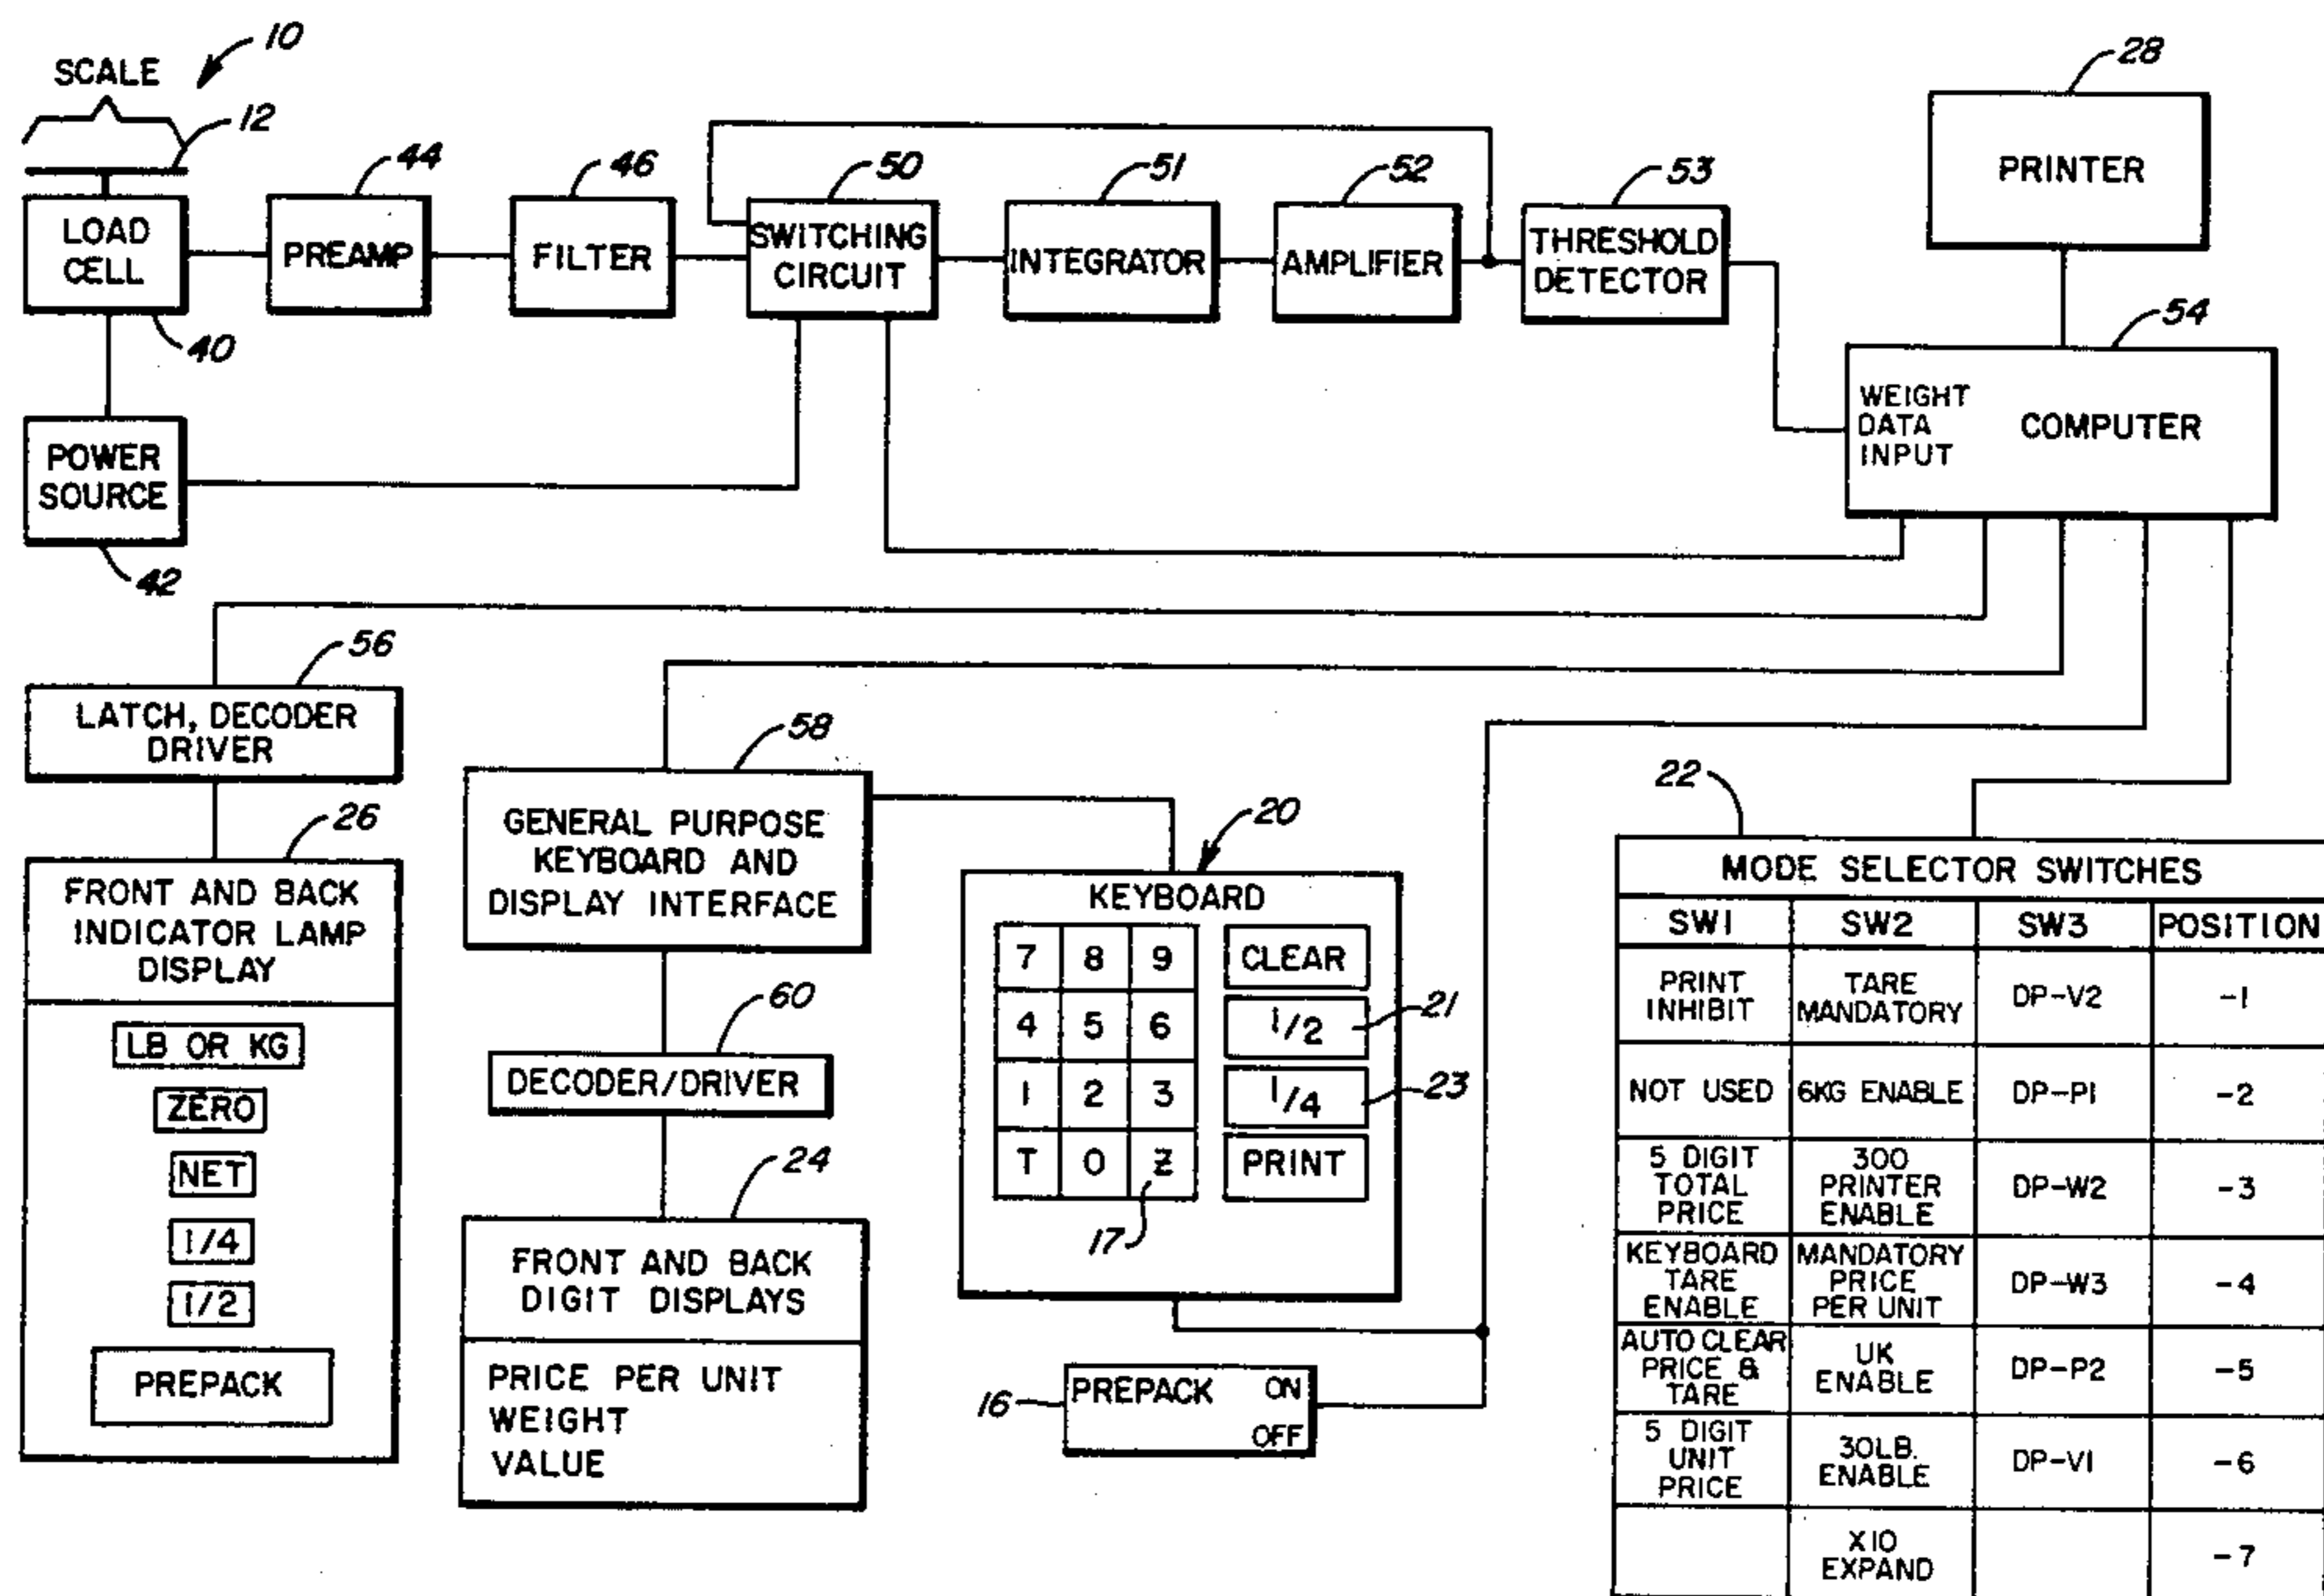 10
SCALE
12
LOAD
CELL
40
POWER
SOURCE
42
44
PREAMP
46
FILTER
50
SWITCHING
CIRCUIT
51
INTEGRATOR
52
AMPLIFIER
53
THRESHOLD
DETECTOR
28
PRINTER
54
WEIGHT
DATA
INPUT
COMPUTER
56
LATCH, DECODER
DRIVER
26
FRONT AND BACK
INDICATOR LAMP
DISPLAY
LB OR KG
ZERO
NET
1/4
1/2
PREPACK
58
GENERAL PURPOSE
KEYBOARD AND
DISPLAY INTERFACE
60
DECODER/DRIVER
24
FRONT AND BACK
DIGIT DISPLAYS
PRICE PER UNIT
WEIGHT
VALUE
20
KEYBOARD
7 8 9 CLEAR
4 5 6 1/2 21
1 2 3 1/4 23
T 0 Z PRINT
17
16
PREPACK ON
OFF
22
MODE SELECTOR SWITCHES
SW1 SW2 SW3 POSITION
PRINT
INHIBIT
TARE
MANDATORY
DP-V2
-1
NOT USED
6KG ENABLE
DP-P1
-2
5 DIGIT
TOTAL
PRICE
300
PRINTER
ENABLE
DP-W2
-3
KEYBOARD
TARE
ENABLE
MANDATORY
PRICE
PER UNIT
DP-W3
-4
AUTO CLEAR
PRICE &
TARE
UK
ENABLE
DP-P2
-5
5 DIGIT
UNIT
PRICE
30LB.
ENABLE
DP-V1
-6
X10
EXPAND
-7